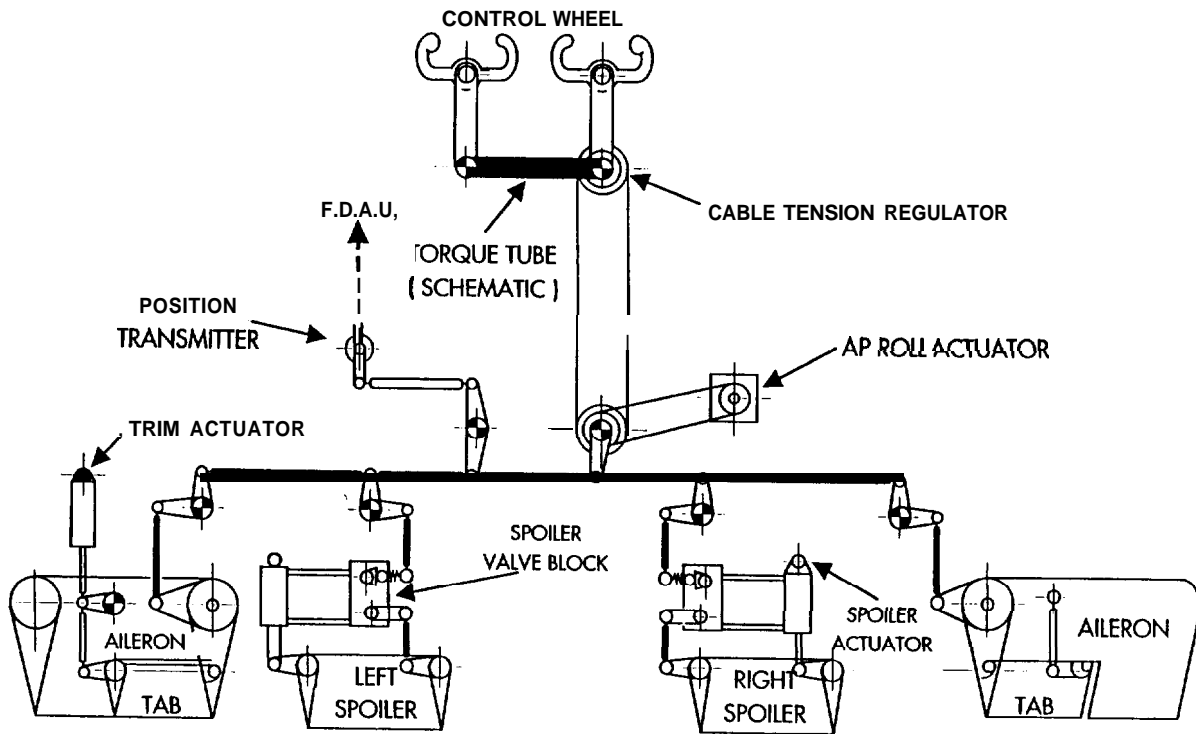 CONTROL WHEEL
CABLE TENSION REGULATOR
F.D.A.U,
TORQUE TUBE
( SCHEMATIC )
POSITION
TRANSMITTER
AP ROLL ACTUATOR
TRIM ACTUATOR
SPOILER
VALVE BLOCK
SPOILER
ACTUATOR
AILERON
TAB
LEFT
SPOILER
RIGHT
SPOILER
TAB
AILERON